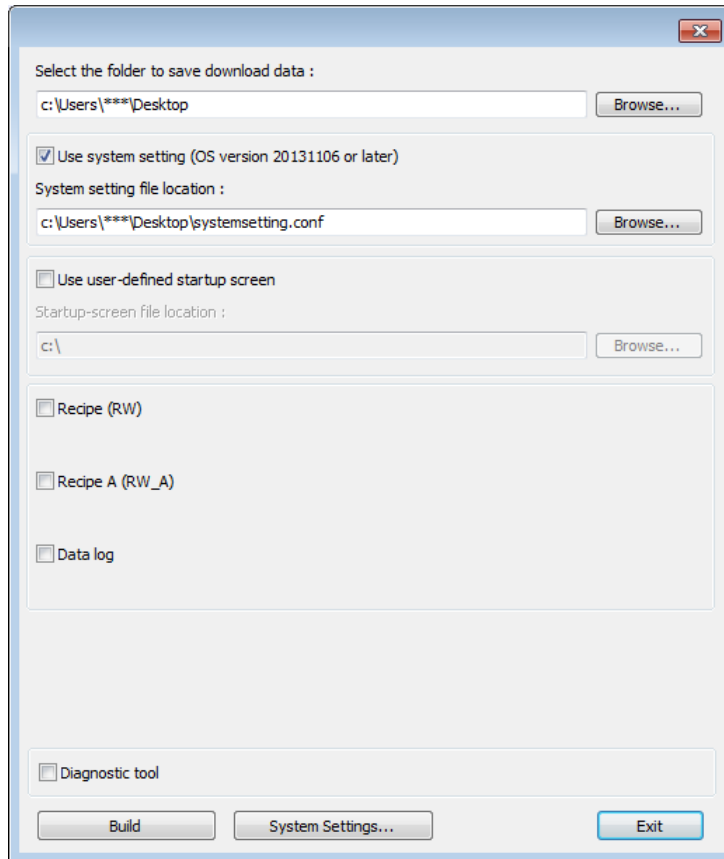 Select the folder to save download data :
c:\Users\***\Desktop
Browse...
Use system setting (OS version 20131106 or later)
System setting file location :
c:\Users\***\Desktop\systemsetting.conf
Browse...
Use user-defined startup screen
Startup-screen file location :
c:\
Browse...
Recipe (RW)
Recipe A (RW_A)
Data log
Diagnostic tool
Build
System Settings...
Exit